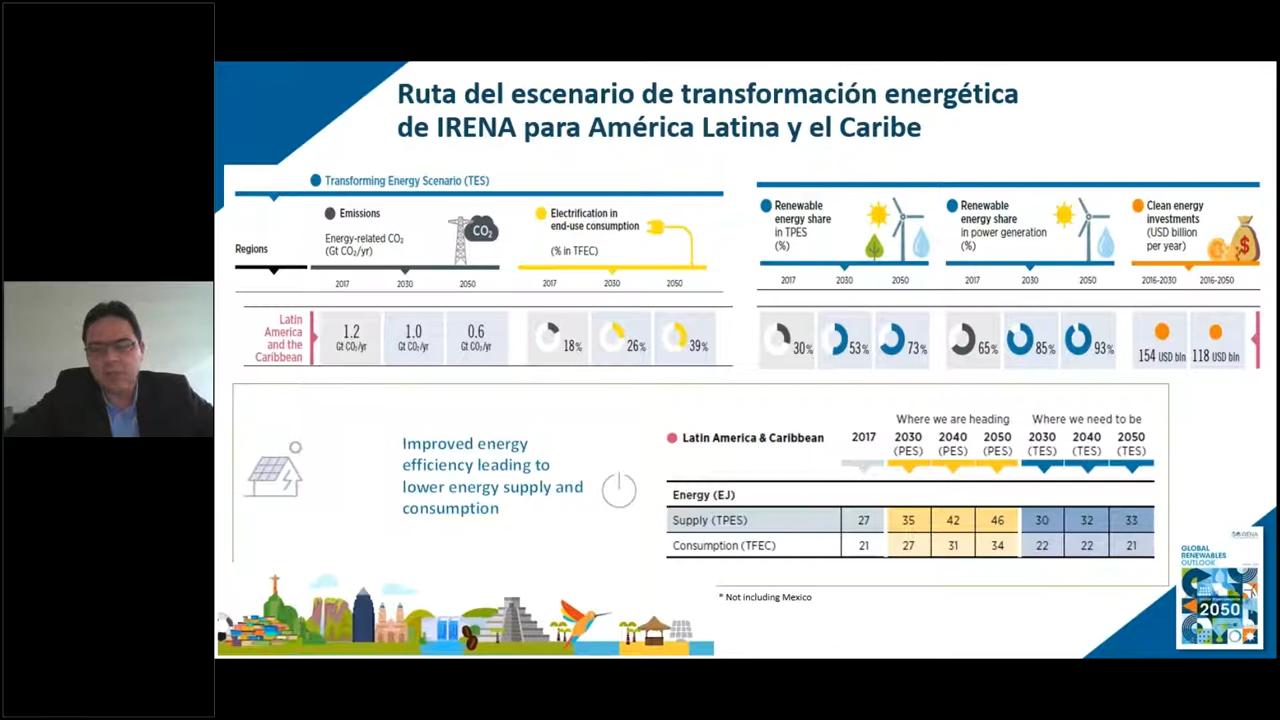 Ruta del escenario de transformación energética
de IRENA para América Latina y el Caribe
Transforming Energy Scenario (TES)
Regions
Emissions
Energy-related CO₂
(Gt CO₂/yr)
CO₂
2017 2030 2050
Electrification in
end-use consumption
(% in TFEC)
2017 2030 2050
Renewable
energy share
in TPES
(%)
2017 2030 2050
Renewable
energy share
in power generation
(%)
2017 2030 2050
Clean energy
investments
(USD billion
per year)
$
2016-2030 2016-2050
Latin
America
and the
Caribbean
1.2 1.0 0.6
Gt CO₂/yr Gt CO₂/yr Gt CO₂/yr
18% 26% 39%
30% 53% 73%
65% 85% 93%
154 USD bln 118 USD bln
Improved energy
efficiency leading to
lower energy supply and
consumption
Where we are heading Where we need to be
Latin America & Caribbean 2017 2030 2040 2050 2030 2040 2050
(PES) (PES) (PES) (TES) (TES) (TES)
Energy (EJ)
Supply (TPES) 27 35 42 46 30 32 33
Consumption (TFEC) 21 27 31 34 22 22 21
* Not including Mexico
IRENA
GLOBAL
RENEWABLES
OUTLOOK
2050